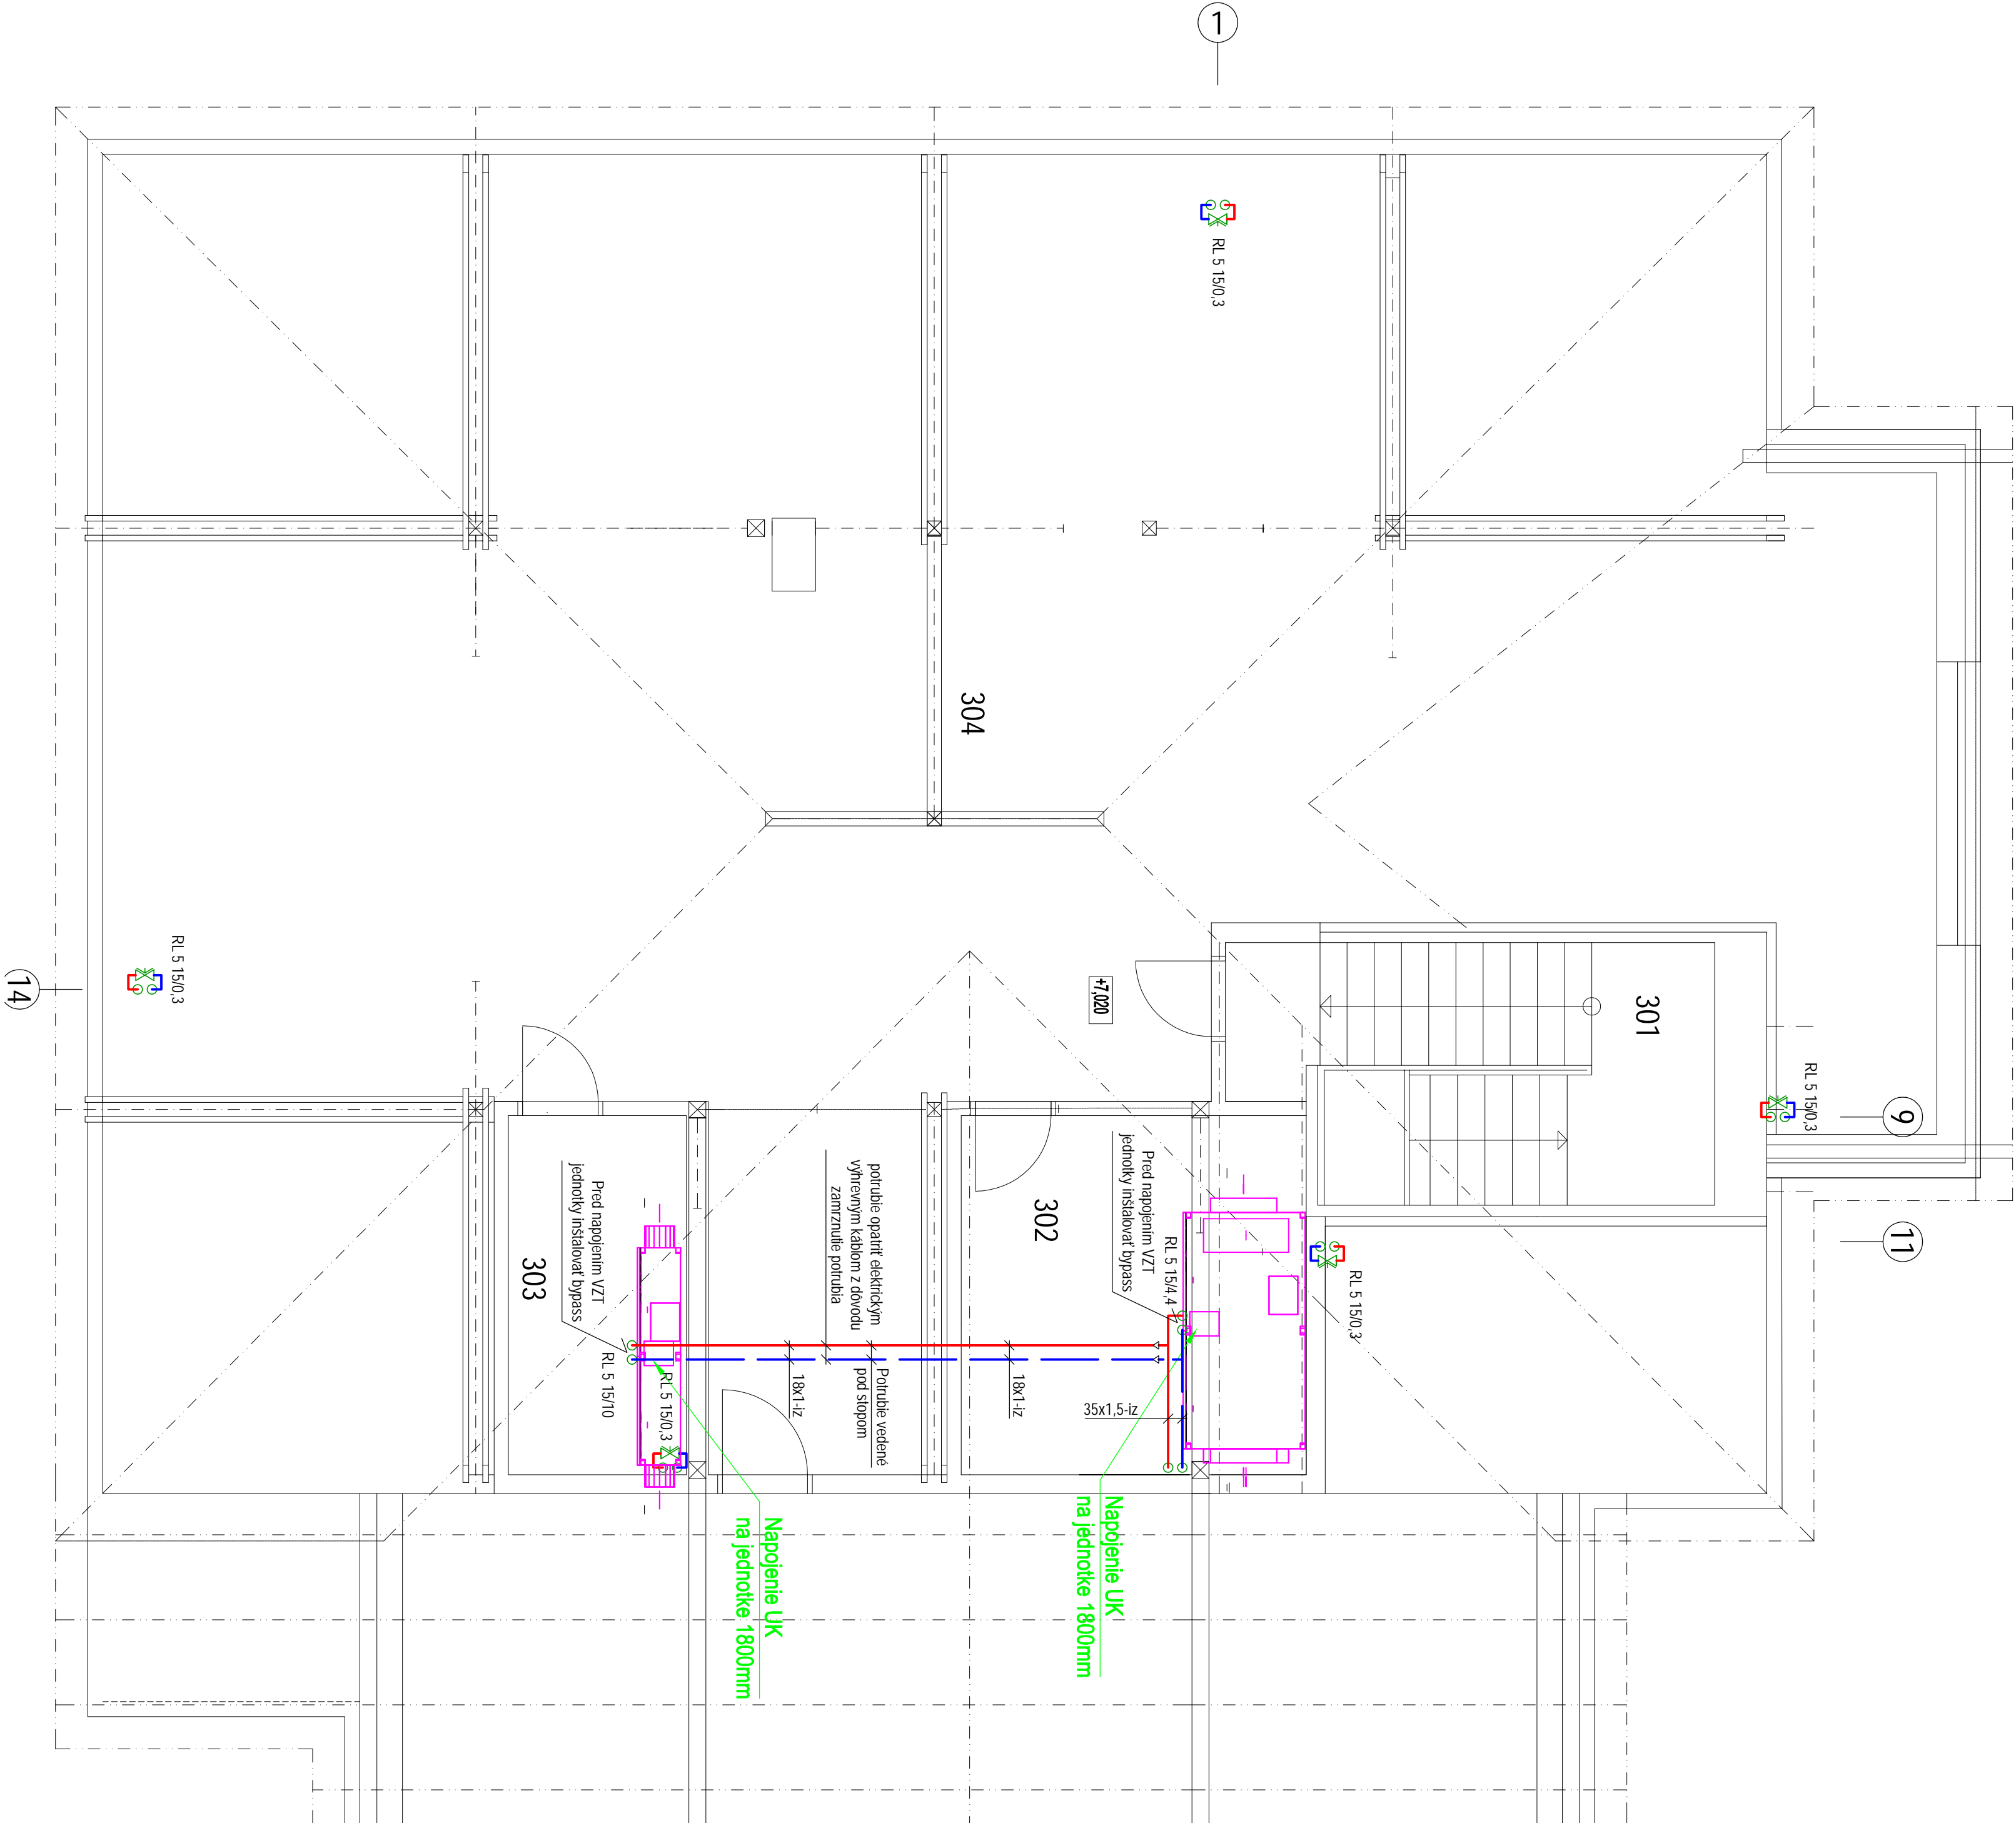 1
RL 5 15/0,3
304
301
+7,020
RL 5 15/0,3
RL 5 15/0,3
9
11
14
Pred napojením VZT
jednotky inštalovať bypass
RL 5 15/4,4
302
RL 5 15/0,3
potrubie opatriť elektrickým
výhrevným káblom z dôvodu
zamrznutie potrubia
Pred napojením VZT
jednotky inštalovať bypass
303
RL 5 15/10
RL 5 15/0,3
18x1-iz
Potrubie vedené
pod stopom
18x1-iz
35x1,5-iz
Napojenie UK
na jednotke 1800mm
Napojenie UK
na jednotke 1800mm